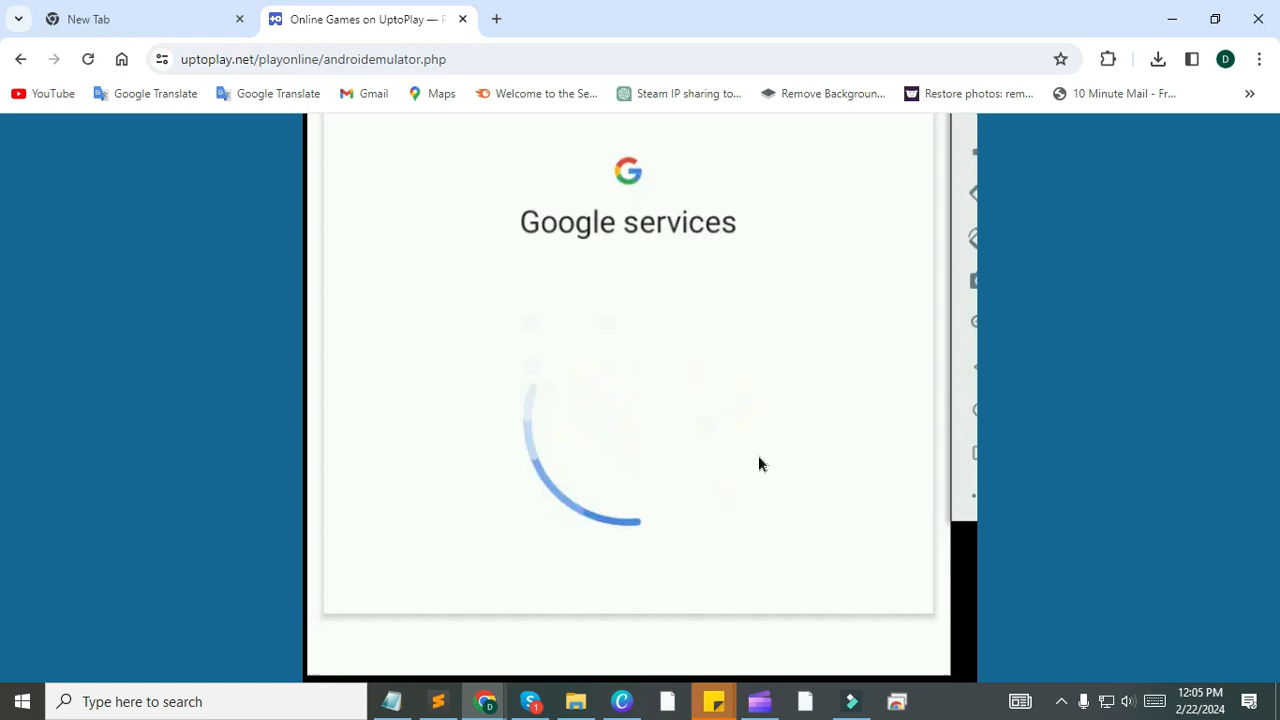 New Tab
Online Games on UptoPlay —
uptoplay.net/playonline/androidemulator.php
D
YouTube
Google Translate
Google Translate
Gmail
Maps
Welcome to the Se...
Steam IP sharing to...
Remove Backgroun...
Restore photos: rem...
10 Minute Mail - Fr...
»
G
Google services
Type here to search
12:05 PM
2/22/2024